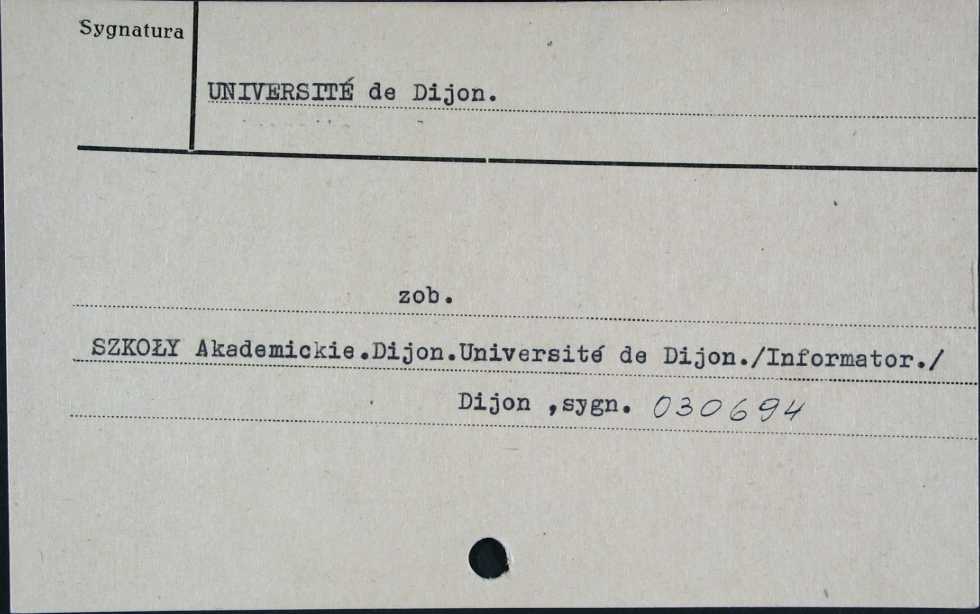 Sygnatura
UNIVERSITÉ de Dijon.
zob.
SZKOŁY Akademickie.Dijon.Université de Dijon./Informator./
Dijon ,sygn. 030694